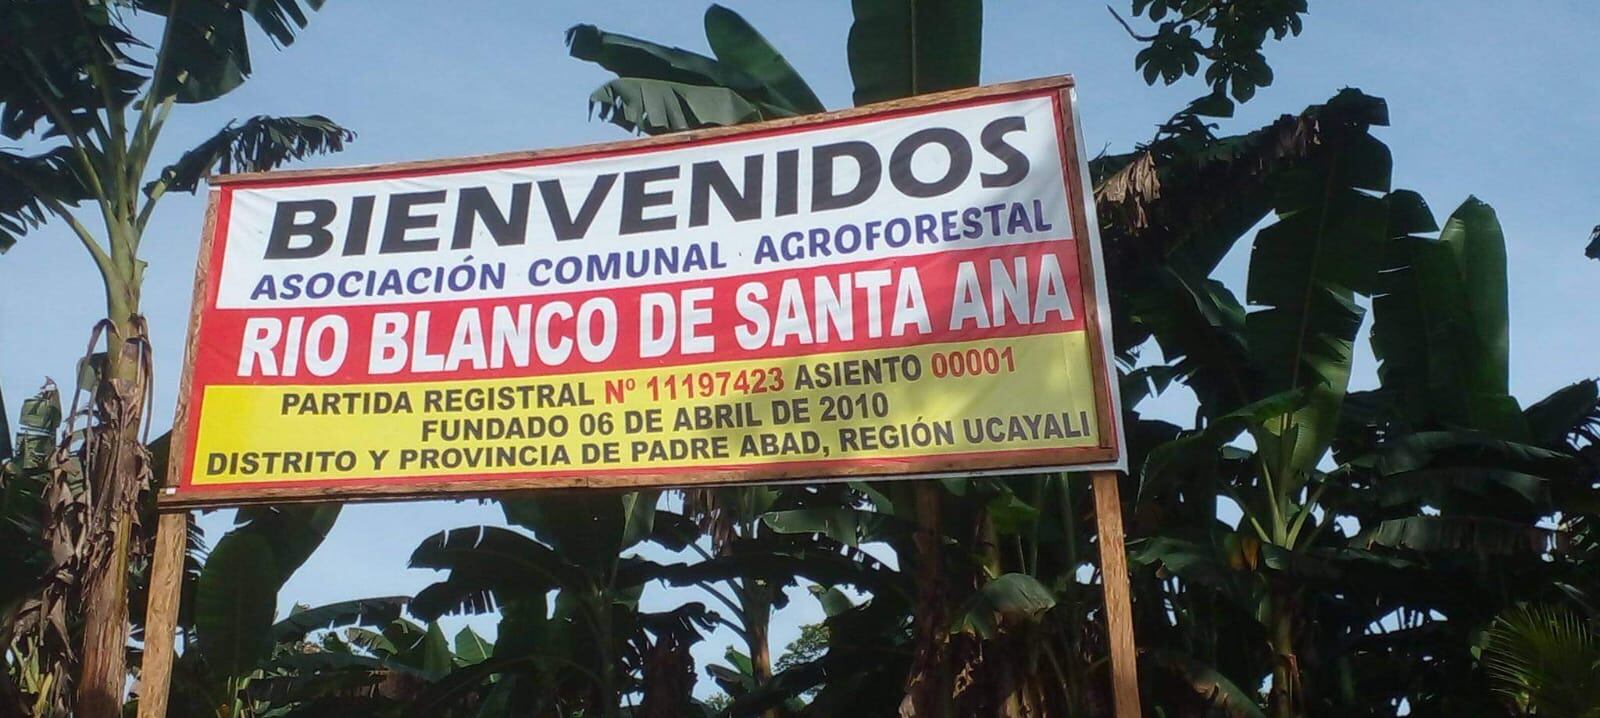 BIENVENIDOS
ASOCIACIÓN COMUNAL AGROFORESTAL
RIO BLANCO DE SANTA ANA
PARTIDA REGISTRAL Nº 11197423 ASIENTO 00001
FUNDADO 06 DE ABRIL DE 2010
DISTRITO Y PROVINCIA DE PADRE ABAD, REGIÓN UCAYALI